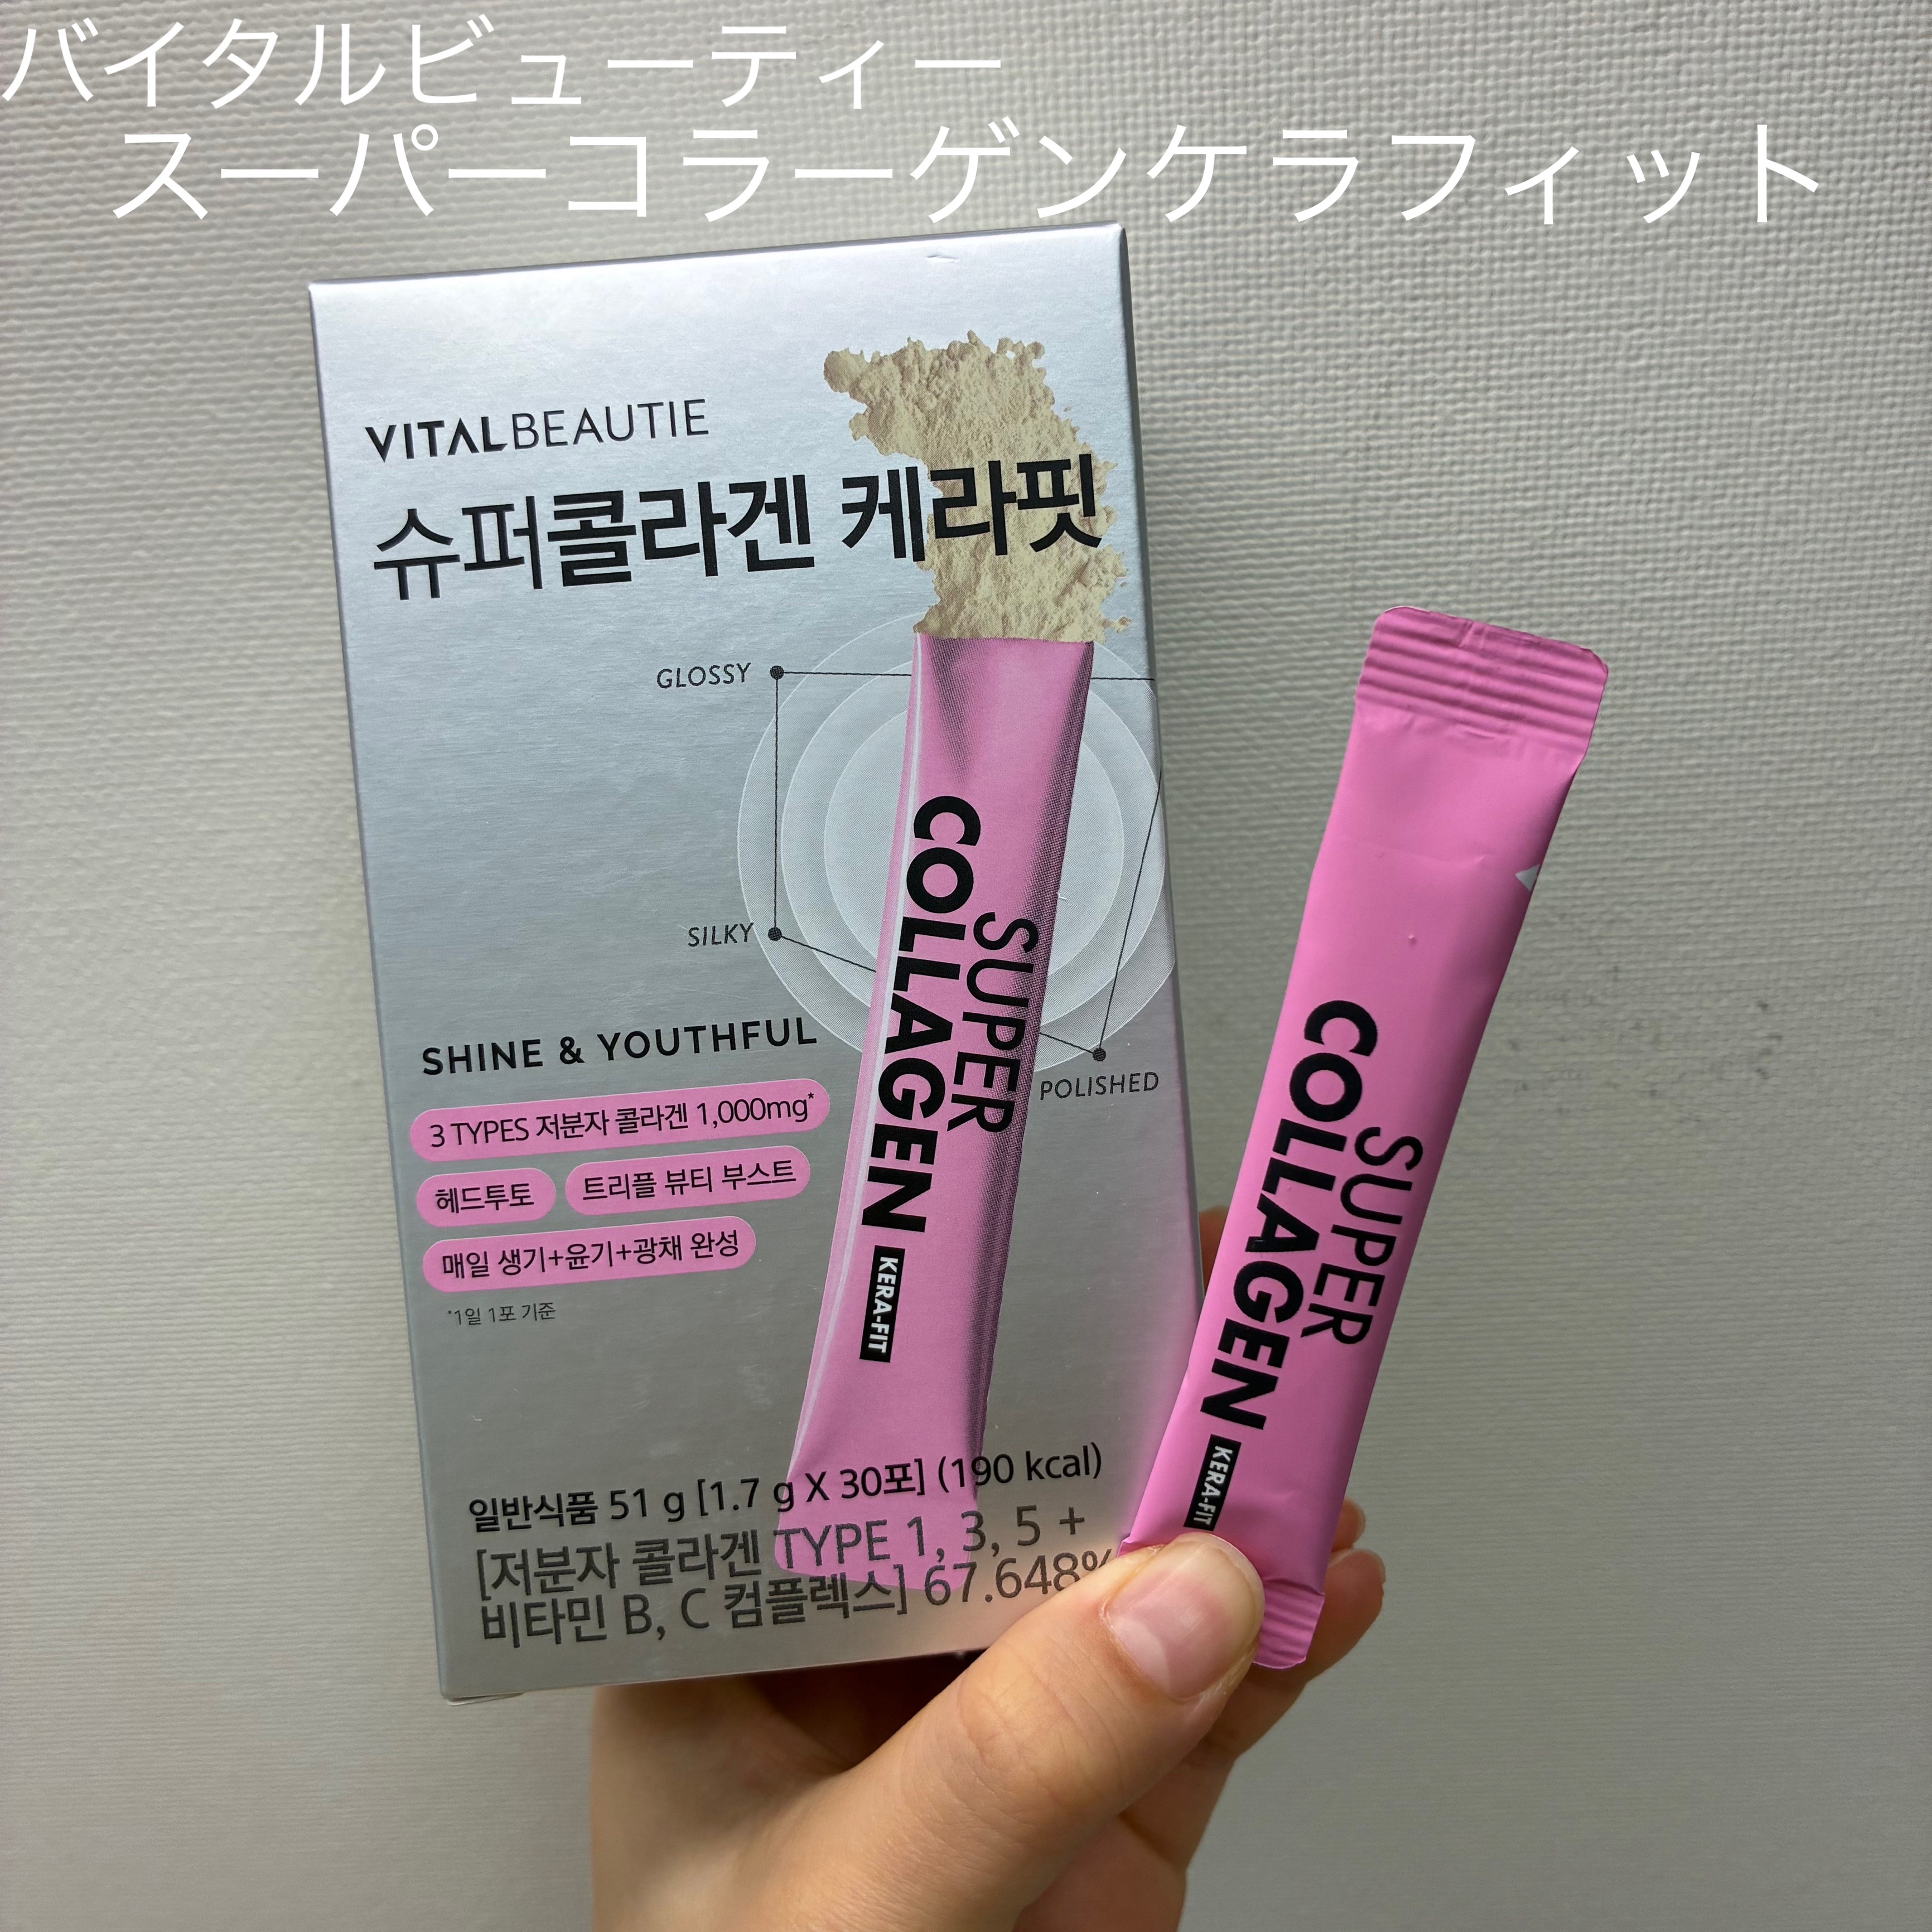 バイタルビューティー
スーパーコラーゲンケラフィット
VITALBEAUTIE
슈퍼콜라겐 케라핏
GLOSSY
SILKY
POLISHED
SHINE & YOUTHFUL
3 TYPES 저분자 콜라겐 1,000mg*
헤드투토
트리플 뷰티 부스트
매일 생기+윤기+광채 완성
*1일 1포 기준
SUPER
COLLAGEN
KERA-FIT
일반식품 51 g [1.7 g X 30포] (190 kcal)
[저분자 콜라겐 TYPE 1, 3, 5 +
비타민 B, C 컴플렉스] 67.648%
SUPER
COLLAGEN
KERA-FIT